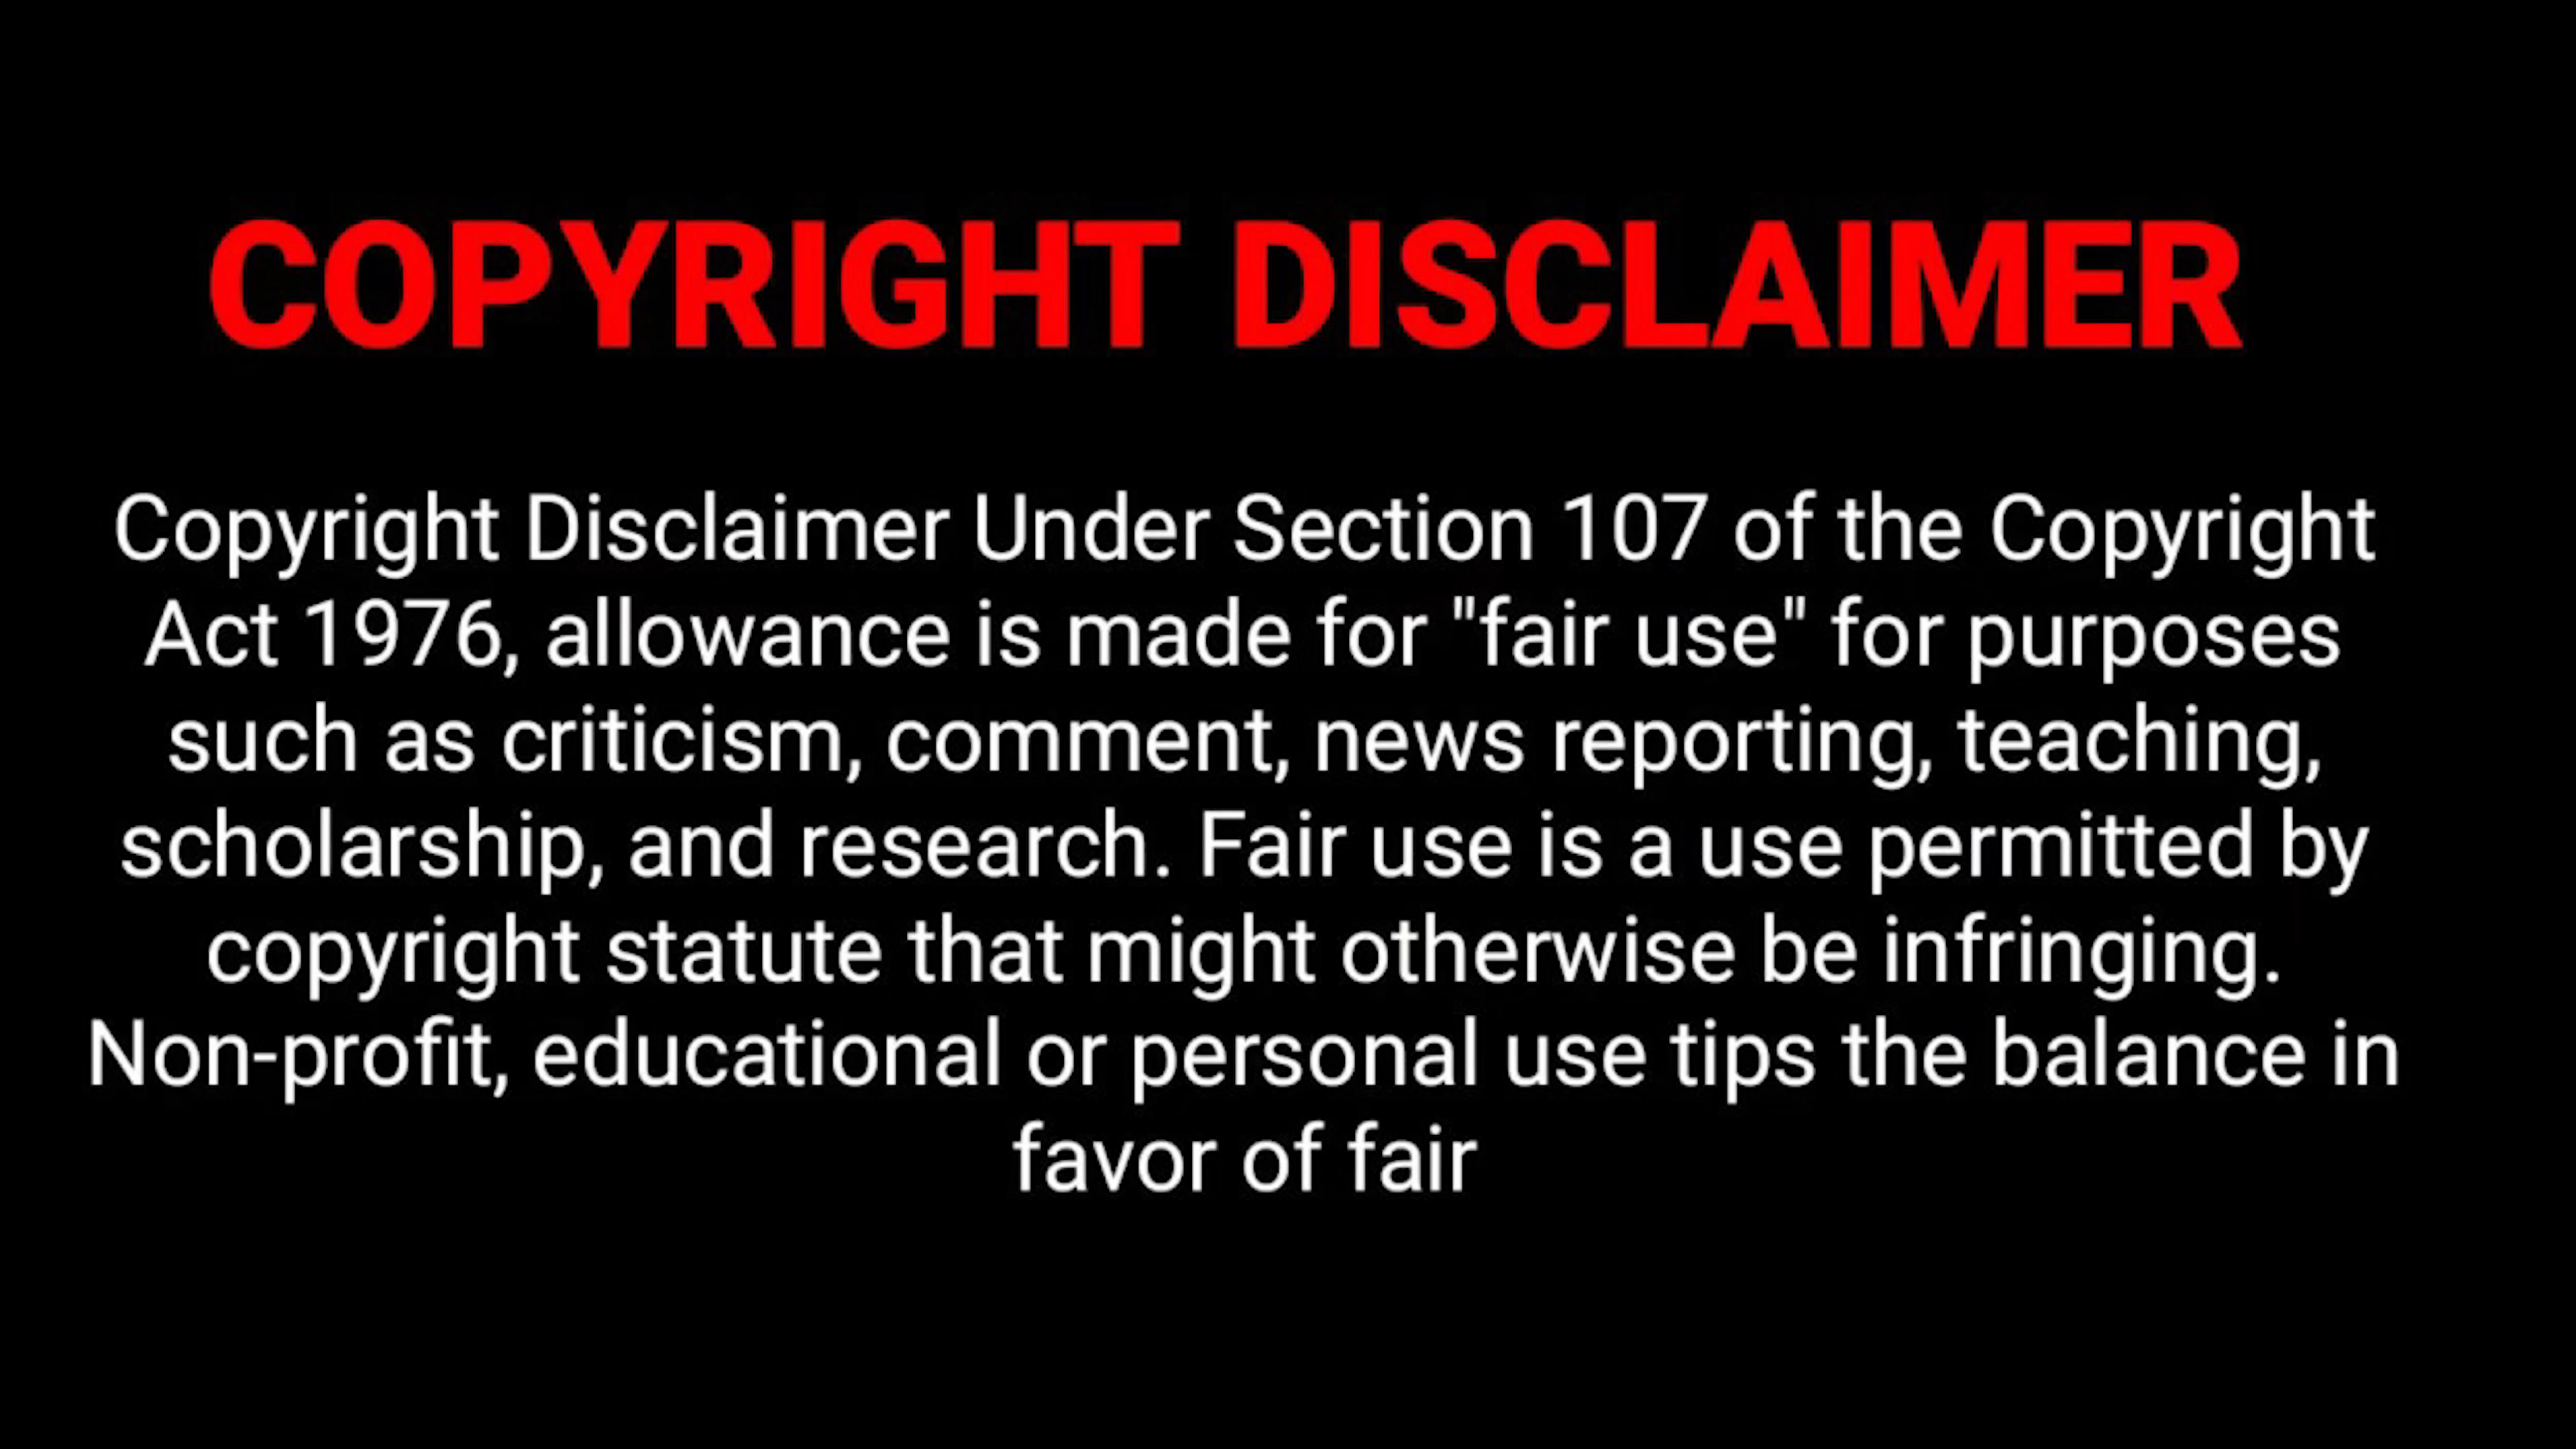 COPYRIGHT DISCLAIMER
Copyright Disclaimer Under Section 107 of the Copyright
Act 1976, allowance is made for "fair use" for purposes
such as criticism, comment, news reporting, teaching,
scholarship, and research. Fair use is a use permitted by
copyright statute that might otherwise be infringing.
Non-profit, educational or personal use tips the balance in
favor of fair